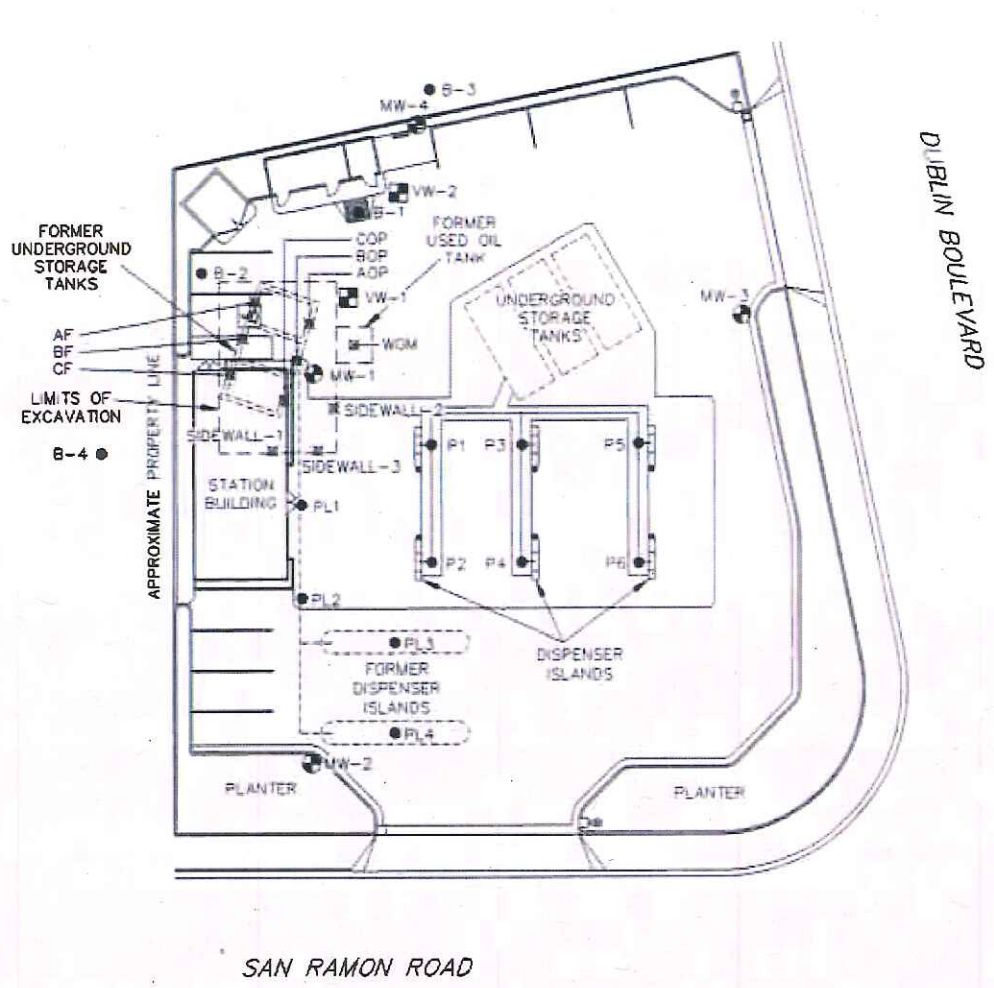 B-3
MW-4
DUBLIN BOULEVARD
VW-2
B-1
FORMER
USED OIL
TANK
FORMER
UNDERGROUND
STORAGE
TANKS
COP
BOP
AOP
B-2
VW-1
UNDERGROUND
STORAGE
TANKS
MW-3
AF
BF
CF
WGM
MW-1
LIMITS OF
EXCAVATION
APPROXIMATE PROPERTY LINE
SIDEWALL-2
SIDEWALL-1
B-4
SIDEWALL-3
P1
P3
P5
STATION
BUILDING
PL1
P2
P4
P6
PL2
PL3
FORMER
DISPENSER
ISLANDS
DISPENSER
ISLANDS
PL4
MW-2
PLANTER
PLANTER
SAN RAMON ROAD